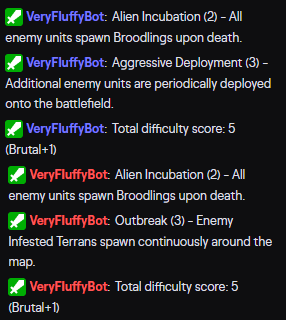 VeryFluffyBot: Alien Incubation (2) - All
enemy units spawn Broodlings upon death.
VeryFluffyBot: Aggressive Deployment (3) -
Additional enemy units are periodically deployed
onto the battlefield.
VeryFluffyBot: Total difficulty score: 5
(Brutal+1)
VeryFluffyBot: Alien Incubation (2) - All
enemy units spawn Broodlings upon death.
VeryFluffyBot: Outbreak (3) - Enemy
Infested Terrans spawn continuously around the
map.
VeryFluffyBot: Total difficulty score: 5
(Brutal+1)